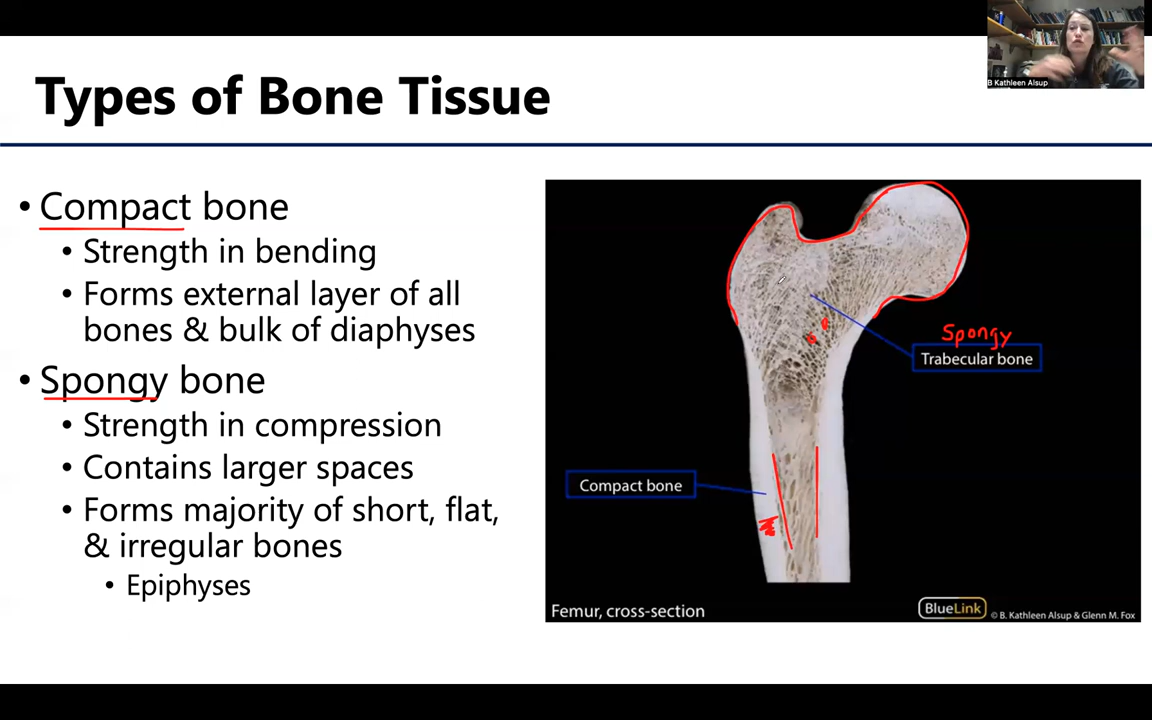 B Kathleen Alsup
Types of Bone Tissue
• Compact bone
• Strength in bending
• Forms external layer of all
bones & bulk of diaphyses
• Spongy bone
• Strength in compression
• Contains larger spaces
• Forms majority of short, flat,
& irregular bones
• Epiphyses
Spongy
Trabecular bone
Compact bone
Femur, cross-section
BlueLink © B. Kathleen Alsup & Glenn M. Fox